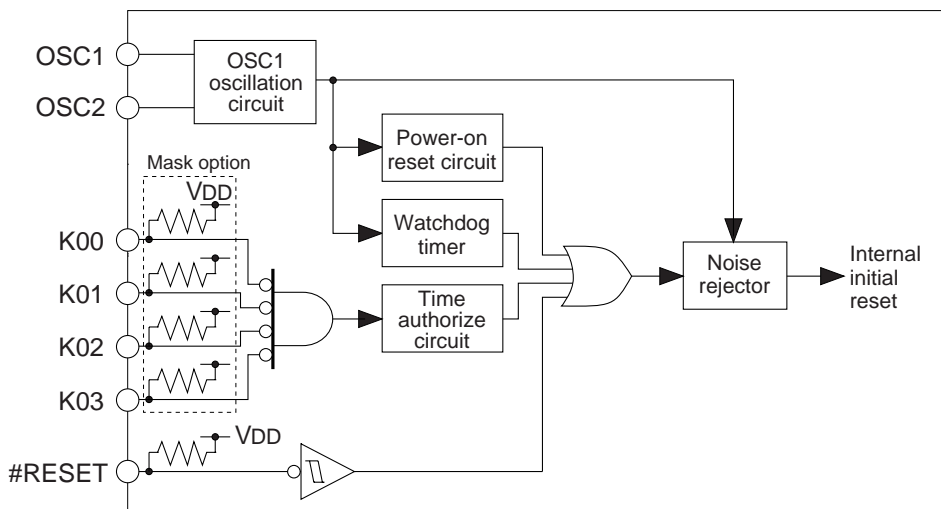 OSC1
OSC2
OSC1
oscillation
circuit
Power-on
reset circuit
Mask option
VDD
K00
K01
K02
K03
Watchdog
timer
Time
authorize
circuit
Noise
rejector
Internal
initial
reset
VDD
#RESET